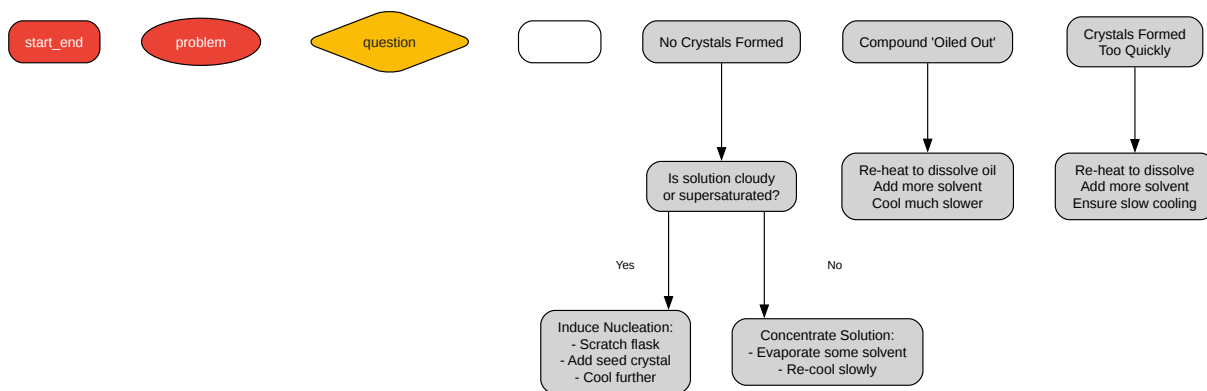 start_end
problem
question
No Crystals Formed
Compound 'Oiled Out'
Crystals Formed
Too Quickly
Is solution cloudy
or supersaturated?
Re-heat to dissolve oil
Add more solvent
Cool much slower
Re-heat to dissolve
Add more solvent
Ensure slow cooling
Yes
No
Induce Nucleation:
- Scratch flask
- Add seed crystal
- Cool further
Concentrate Solution:
- Evaporate some solvent
- Re-cool slowly